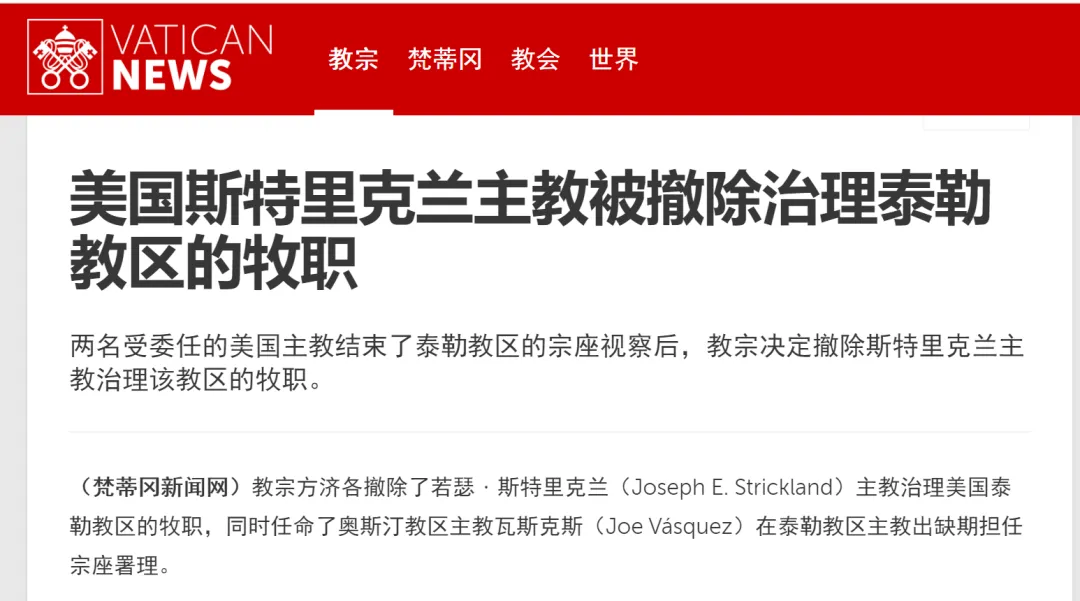 VATICAN
NEWS
教宗 梵蒂冈 教会 世界
美国斯特里克兰主教被撤除治理泰勒
教区的牧职
两名受委任的美国主教结束了泰勒教区的宗座视察后，教宗决定撤除斯特里克兰主
教治理该教区的牧职。
（梵蒂冈新闻网）教宗方济各撤除了若瑟·斯特里克兰（Joseph E. Strickland）主教治理美国泰
勒教区的牧职，同时任命了奥斯汀教区主教瓦斯克斯（Joe Vásquez）在泰勒教区主教出缺期担任
宗座署理。